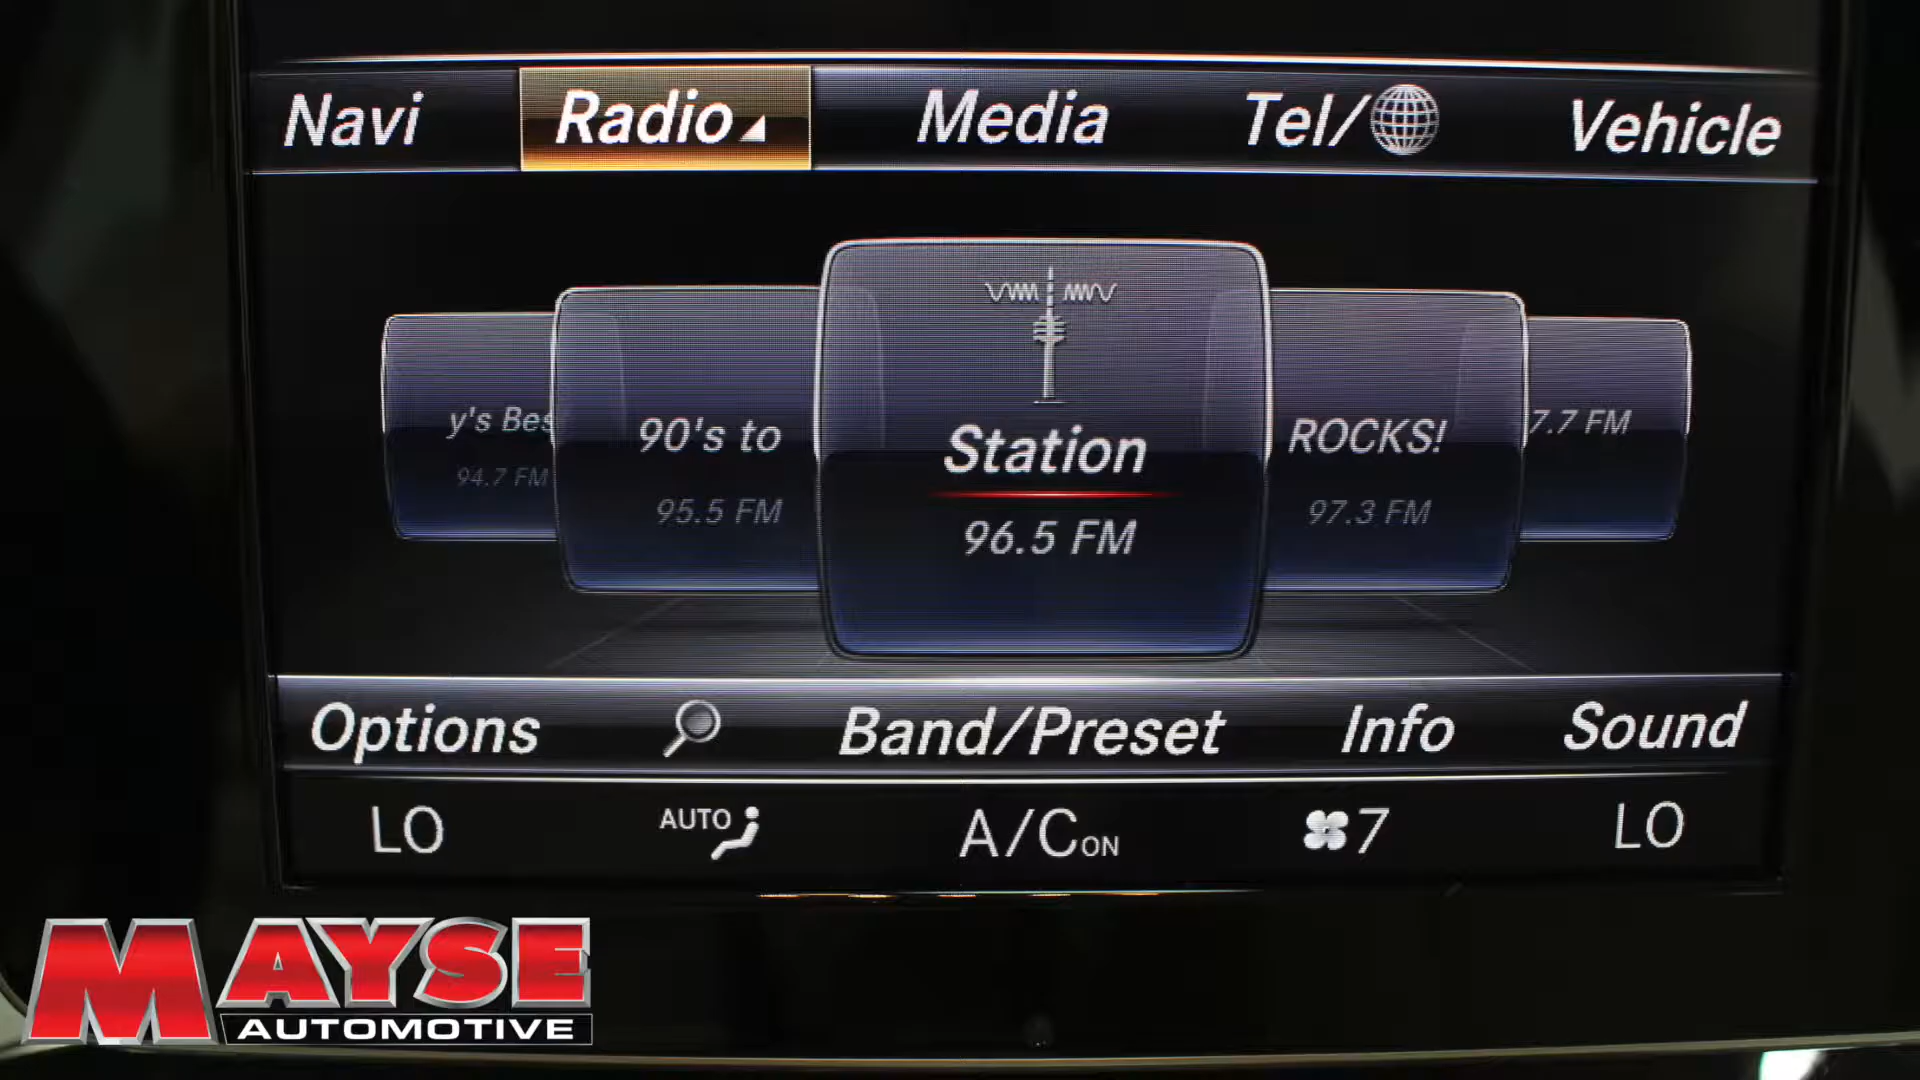 Navi Radio Media Tel/ Vehicle
y's Bes
94.7 FM
90's to
95.5 FM
Station
96.5 FM
ROCKS!
97.3 FM
7.7 FM
Options Band/Preset Info Sound
LO AUTO A/C ON 7 LO
MAYSE
AUTOMOTIVE